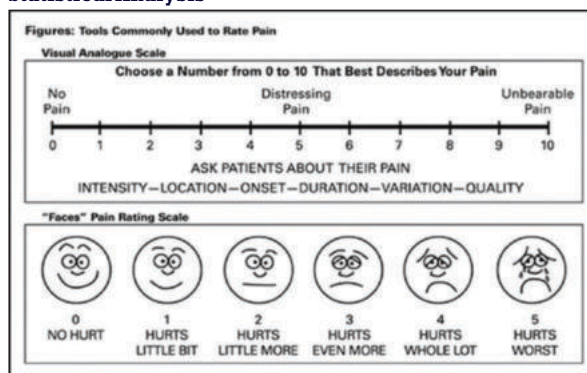 Figures: Tools Commonly Used to Rate Pain
Visual Analogue Scale
Choose a Number from 0 to 10 That Best Describes Your Pain
No Distressing Unbearable
Pain Pain Pain
0 1 2 3 4 5 6 7 8 9 10
ASK PATIENTS ABOUT THEIR PAIN
INTENSITY—LOCATION—ONSET—DURATION—VARIATION—QUALITY
"Faces" Pain Rating Scale
0 1 2 3 4 5
NO HURT HURTS HURTS HURTS HURTS HURTS
LITTLE BIT LITTLE MORE EVEN MORE WHOLE LOT WORST